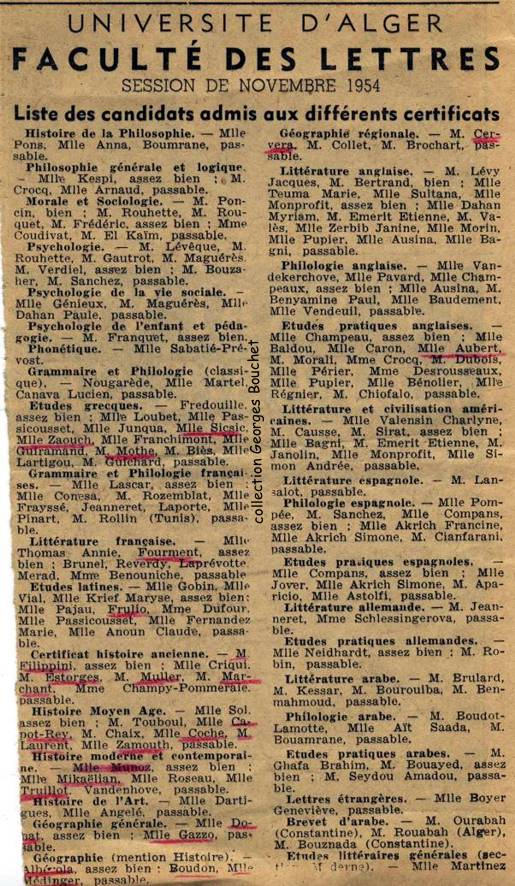 UNIVERSITE D'ALGER
FACULTÉ DES LETTRES
SESSION DE NOVEMBRE 1954
Liste des candidats admis aux différents certificats
Histoire de la Philosophie. — Mlle
Pons, Mlle Anna, Boumrane, pas-
sable.
Philosophie générale et logique.
— Mlle Kespi, assez bien ; M.
Crocq, Mlle Arnaud, passable.
Morale et Sociologie. — M. Pon-
cin, bien ; M. Rouhette, M. Rou-
quet, M. Frédéric, assez bien ; Mme
Coudivat, M. El Kaïm, passable.
Psychologie. — M. Lévêque, M.
Rouhette, M. Gautrot, M. Maguérès.
M. Verdiel, assez bien ; M. Bouza-
her, M. Sanchez, passable.
Psychologie de la vie sociale. —
Mlle Génieux, M. Maguérès, Mlle
Dahan Paule, passable.
Psychologie de l'enfant et péda-
gogie. — M. Franquet, assez bien.
Phonétique. — Mlle Sabatié-Pré-
vost.
Grammaire et Philologie (classi-
que), — Nougarède, Mlle Martel
Canava Lucien, passable.
Etudes grecques. — Fredouille.
assez bien ; Mlle Loubet, Mlle Pas-
sicousset, Mlle Junqua, Mlle Sicsic,
Mlle Zaouch, Mlle Franchimont, Mlle
Guiramand, M. Mothe, M. Biès, Mlle
Lartigou, M. Guichard, passable.
Grammaire et Philologie françai-
ses. — Mlle Lascar, assez bien ;
Mlle Conesa, M. Rozemblat, Mlle
Frayssé, Jeanneret, Laporte, Mlle
Pinart, M. Rollin (Tunis), passa-
ble.
Littérature française. — Mlle
Thomas Annie, Fourment, assez
bien ; Brunel, Reverdy, Laprévotte.
Merad, Mme Benouniche, passable
Etudes latines. — Mlle Gobin, Mlle
Vial, Mlle Krief Maryse, assez bien:
Mlle Pajau, Frulio, Mme Dufour,
Mlle Passicousset, Mlle Fernandez
Marie, Mlle Anoun Claude, passa-
ble.
Certificat histoire ancienne. — M.
Filippini, assez bien ; Mlle Criqui.
M. Estorges, M. Muller, M. Mar-
chant, Mme Champy-Pommeraie.
passable.
Histoire Moyen Age. — Mlle Sol.
assez bien ; M. Touboul, Mlle Ca-
pot-Rey, M. Chaix, Mlle Coche, M.
Laurent, Mlle Zamouth, passable.
Histoire moderne et contemporai-
ne. — Mlle Munoz, assez bien ;
Mlle Mikaëlian, Mlle Roseau, Mlle
Truillot, Vandenhove, passable.
Histoire de l'Art. — Mlle Darti-
gues, Mlle Angelé, passable.
Géographie générale. — Mlle Do-
nat, assez bien ; Mlle Gazzo, pas-
sable.
Géographie (mention Histoire). —
Albérola, assez bien : Boudon, Mlle
Médinger, passable.
Géographie régionale. — M. Cer-
vera, M. Collet, M. Brochart, pas-
sable.
Littérature anglaise. — M. Lévy
Jacques, M. Bertrand, bien ; Mlle
Teuma Marie, Mlle Sultana, Mlle
Monprofit, assez bien ; Mlle Dahan
Myriam, M. Emerit Etienne, M. Va-
lès, Mlle Zerbib Janine, Mlle Morin,
Mlle Pupier, Mlle Ausina, Mlle Ba-
gni, passable.
Philologie anglaise. — Mlle Van-
dekerchove, Mlle Pavard, Mlle Cham-
peaux, assez bien ; Mlle Ausina, M.
Benyamine Paul, Mlle Baudement,
Mlle Vendeuil, passable.
Etudes pratiques anglaises. —
Mlle Champeau, assez bien ; Mlle
Baldou, Mlle Caron, Mlle Aubert,
M. Morali, Mme Crocq, M. Dubois,
Mlle Périer, Mme Desrousseaux,
Mlle Pupier, Mlle Bénolier, Mlle
Régnier, M. Chiofalo, passable.
Littérature et civilisation améri-
caines. — Mlle Valensin Charlyne,
M. Causse, M. Sirat, assez bien ;
Mlle Bagni, M. Emerit Etienne, M.
Janolin, Mlle Monprofit, Mlle Si-
mon Andrée, passable.
Littérature espagnole. — M. Lan-
salot, passable.
Philologie espagnole. — Mlle Pom-
pée, M. Sanchez, Mlle Compans,
assez bien ; Mlle Akrich Francine,
Mlle Akrich Simone, M. Cianfarani,
passable.
Etudes pratiques espagnoles. —
Mlle Compans, assez bien ; Mlle
Jover, Mlle Akrich Simone, M. Apa-
ricio, Mlle Astolfi, passable.
Littérature allemande. — M. Jean-
neret, Mme Schlessingerova, passa-
ble.
Etudes pratiques allemandes. —
Mlle Neidhardt, assez bien ; M. Ro-
bin, passable.
Littérature arabe. — M. Brulard,
M. Kessar, M. Bourouiba, M. Ben-
mahmoud, passable.
Philologie arabe. — M. Boudot-
Lamotte, Mlle Aït Saada, M.
Bouamrane, passable.
Etudes pratiques arabes. — M.
Ghafa Brahim, M. Bouayed, assez
bien ; M. Seydou Amadou, passa-
ble.
Lettres étrangères. — Mlle Boyer
Geneviève, passable.
Brevet d'arabe. — M. Ourabah
(Constantine), M. Rouabah (Alger),
M. Bouznada (Constantine).
Etudes littéraires générales (sec-
Mlle Martinez
collection Georges Bouchet